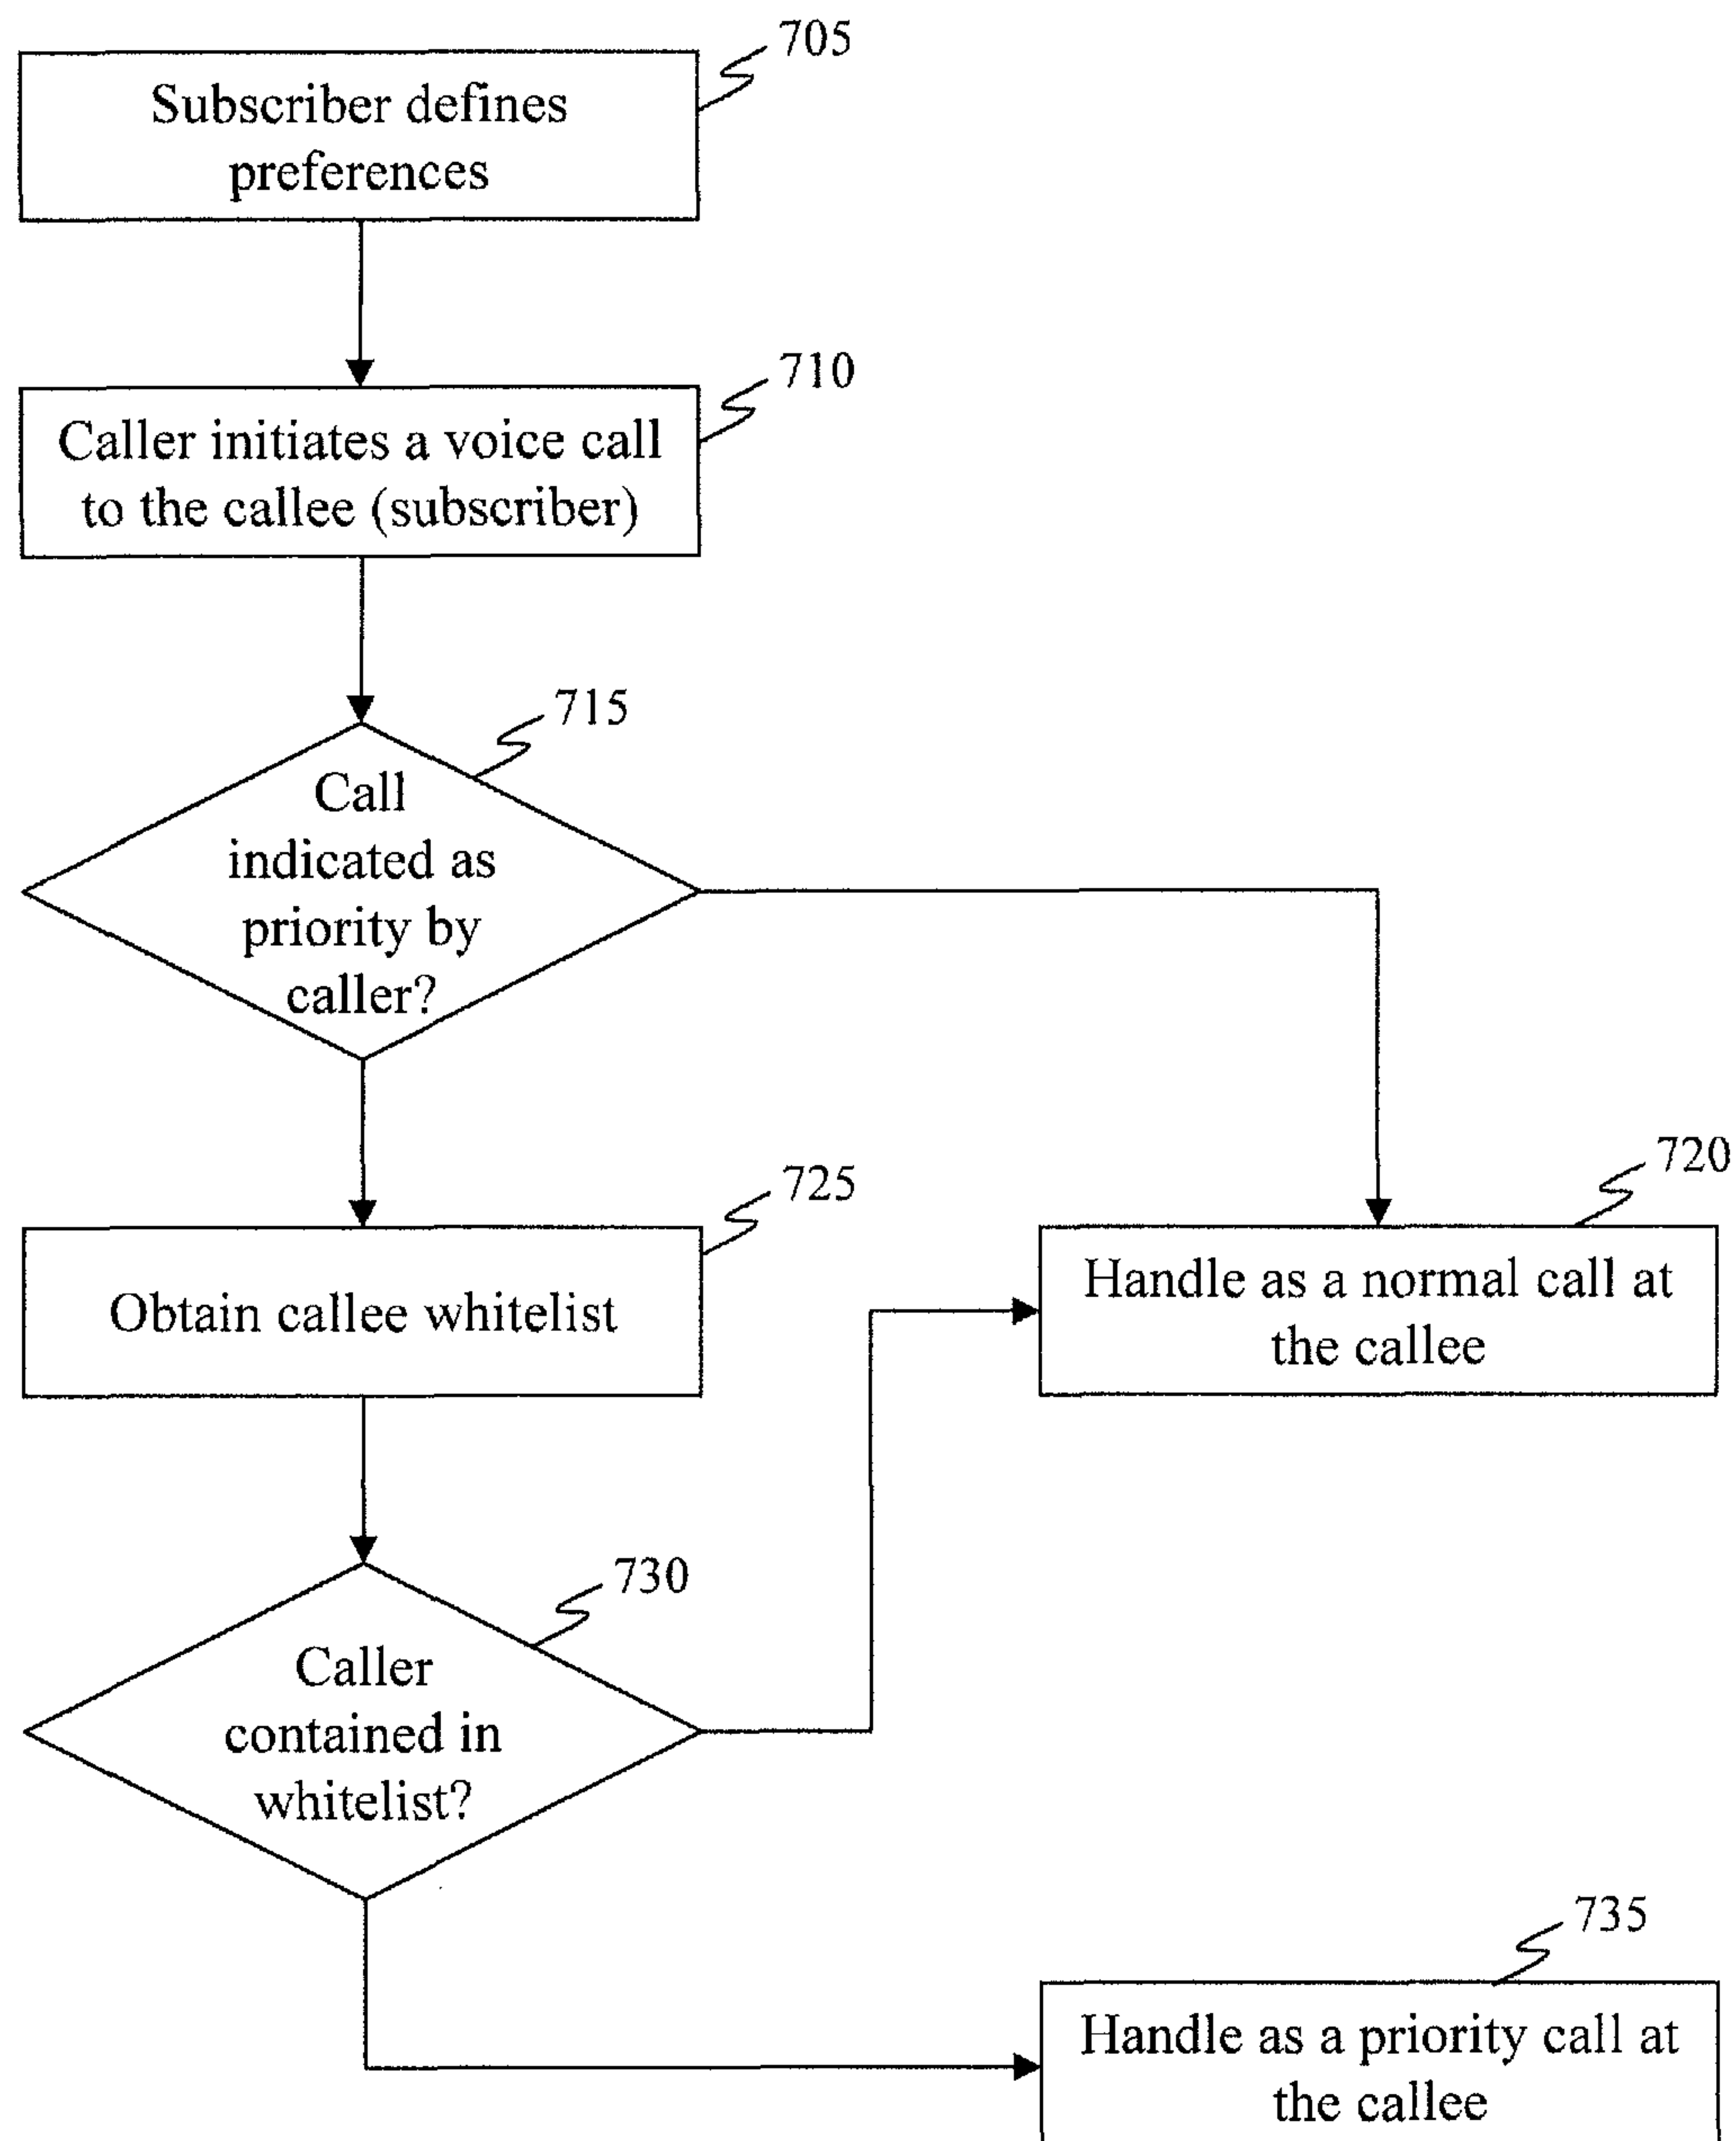 705
Subscriber defines
preferences
710
Caller initiates a voice call
to the callee (subscriber)
715
Call
indicated as
priority by
caller?
720
725
Handle as a normal call at
the callee
Obtain callee whitelist
730
Caller
contained in
whitelist?
735
Handle as a priority call at
the callee